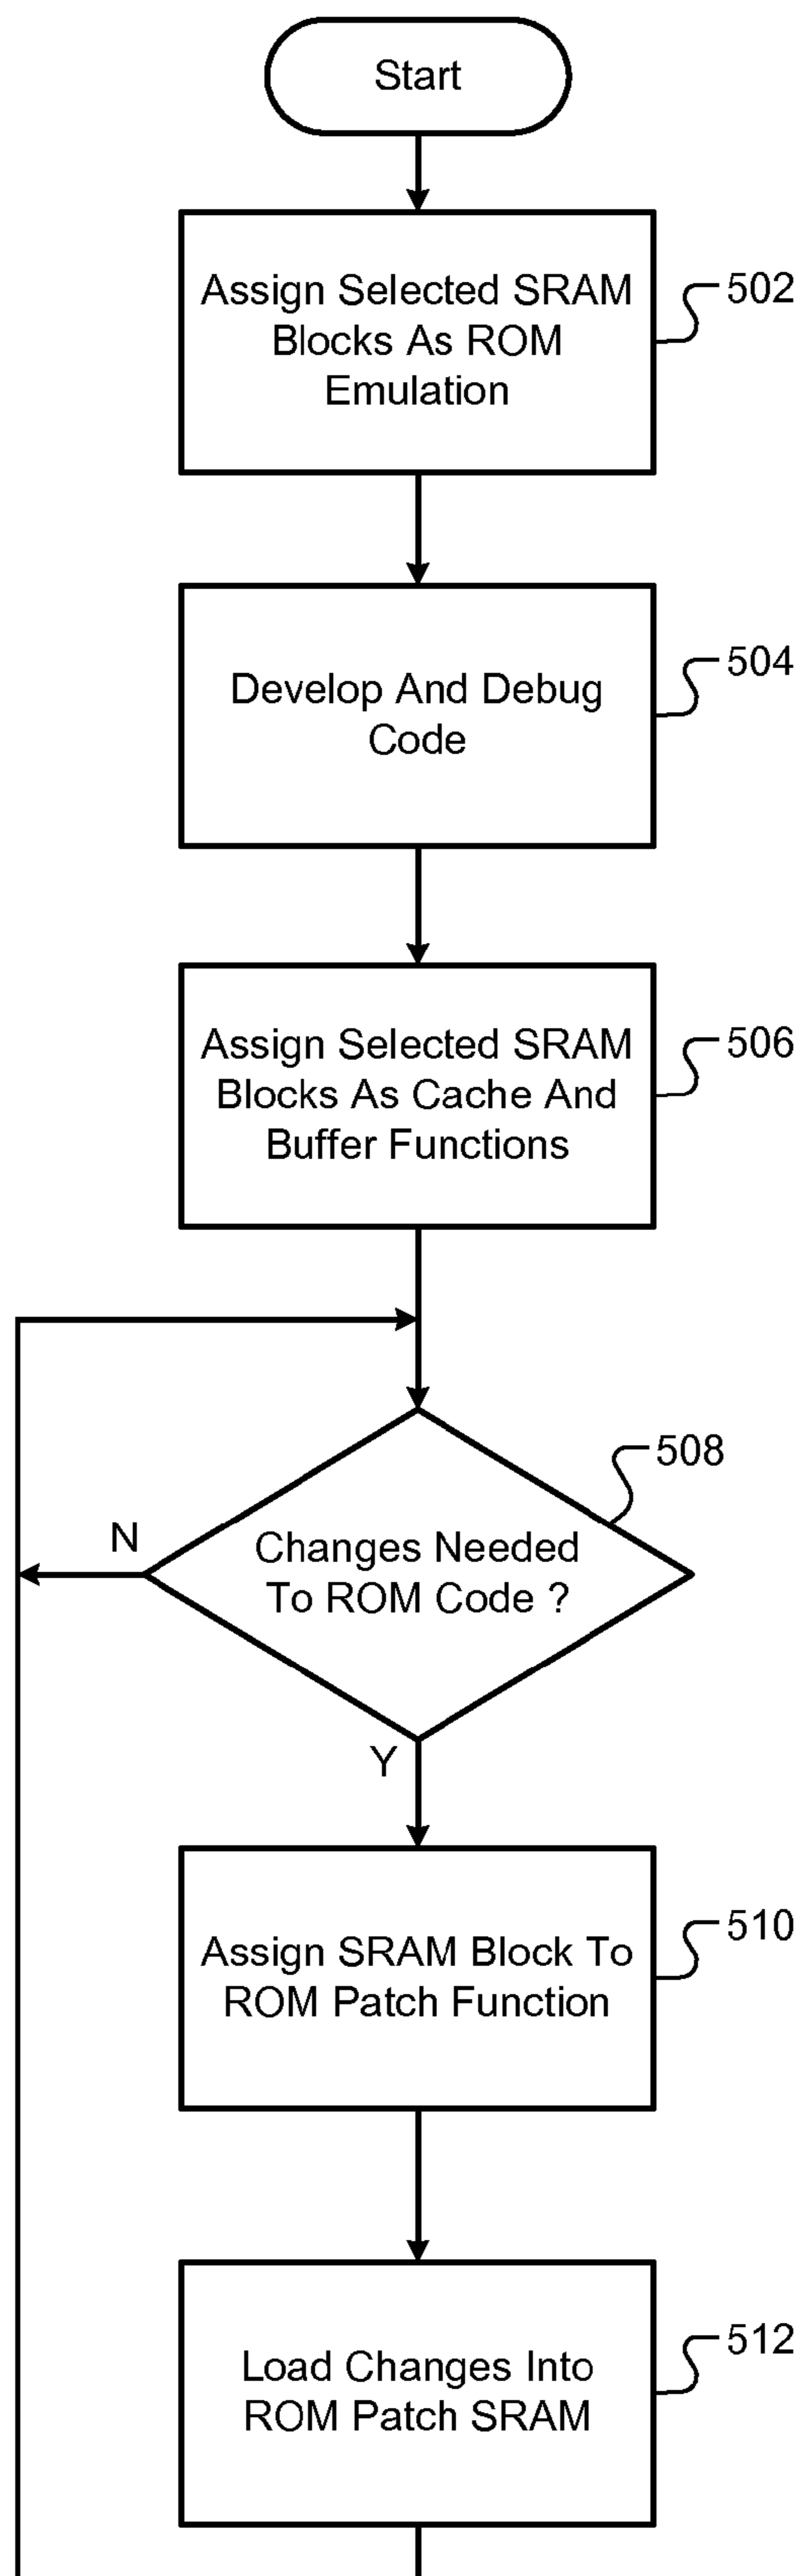 Start
Assign Selected SRAM
Blocks As ROM
Emulation
502
Develop And Debug
Code
504
Assign Selected SRAM
Blocks As Cache And
Buffer Functions
506
508
N
Changes Needed
To ROM Code ?
Y
Assign SRAM Block To
ROM Patch Function
510
Load Changes Into
ROM Patch SRAM
512